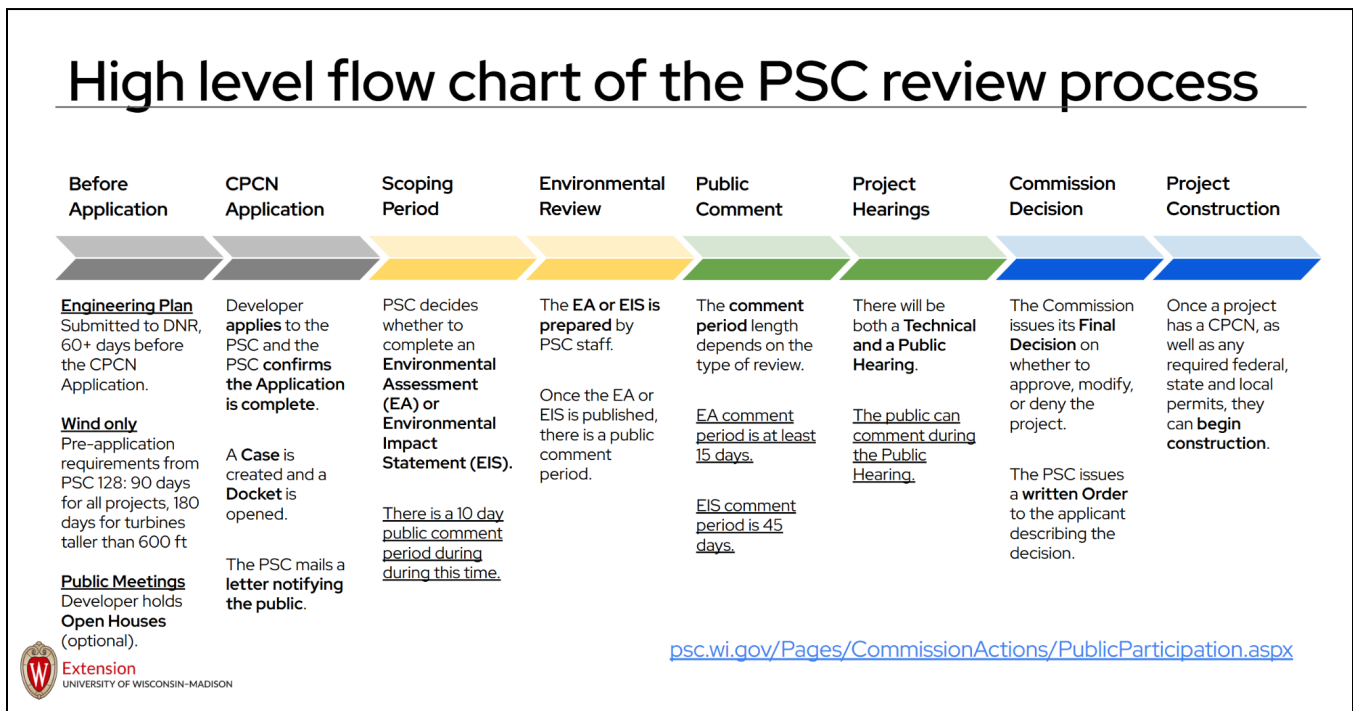 High level flow chart of the PSC review process
Before
Application
Engineering Plan
Submitted to DNR,
60+ days before
the CPCN
Application.
Wind only
Pre-application
requirements from
PSC 128: 90 days
for all projects, 180
days for turbines
taller than 600 ft
Public Meetings
Developer holds
Open Houses
(optional).
CPCN
Application
Developer
applies to the
PSC and the
PSC confirms
the Application
is complete.
A Case is
created and a
Docket is
opened.
The PSC mails a
letter notifying
the public.
Scoping
Period
PSC decides
whether to
complete an
Environmental
Assessment
(EA) or
Environmental
Impact
Statement (EIS).
There is a 10 day
public comment
period during
during this time.
Environmental
Review
The EA or EIS is
prepared by
PSC staff.
Once the EA or
EIS is published,
there is a public
comment
period.
Public
Comment
The comment
period length
depends on the
type of review.
EA comment
period is at least
15 days.
EIS comment
period is 45
days.
Project
Hearings
There will be
both a Technical
and a Public
Hearing.
The public can
comment during
the Public
Hearing.
Commission
Decision
The Commission
issues its Final
Decision on
whether to
approve, modify,
or deny the
project.
The PSC issues
a written Order
to the applicant
describing the
decision.
Project
Construction
Once a project
has a CPCN, as
well as any
required federal,
state and local
permits, they
can begin
construction.
psc.wi.gov/Pages/CommissionActions/PublicParticipation.aspx
W
Extension
UNIVERSITY OF WISCONSIN–MADISON